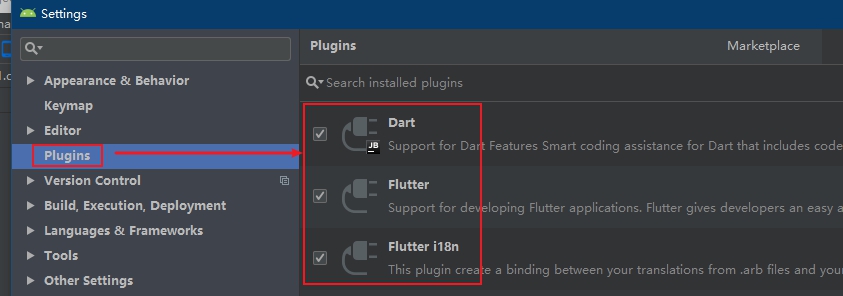 Settings
Plugins
Marketplace
Search installed plugins
Appearance & Behavior
Keymap
Editor
Plugins
Version Control
Build, Execution, Deployment
Languages & Frameworks
Tools
Other Settings
Dart
JB
Support for Dart Features Smart coding assistance for Dart that includes code
Flutter
Support for developing Flutter applications. Flutter gives developers an easy a
Flutter i18n
This plugin create a binding between your translations from .arb files and your